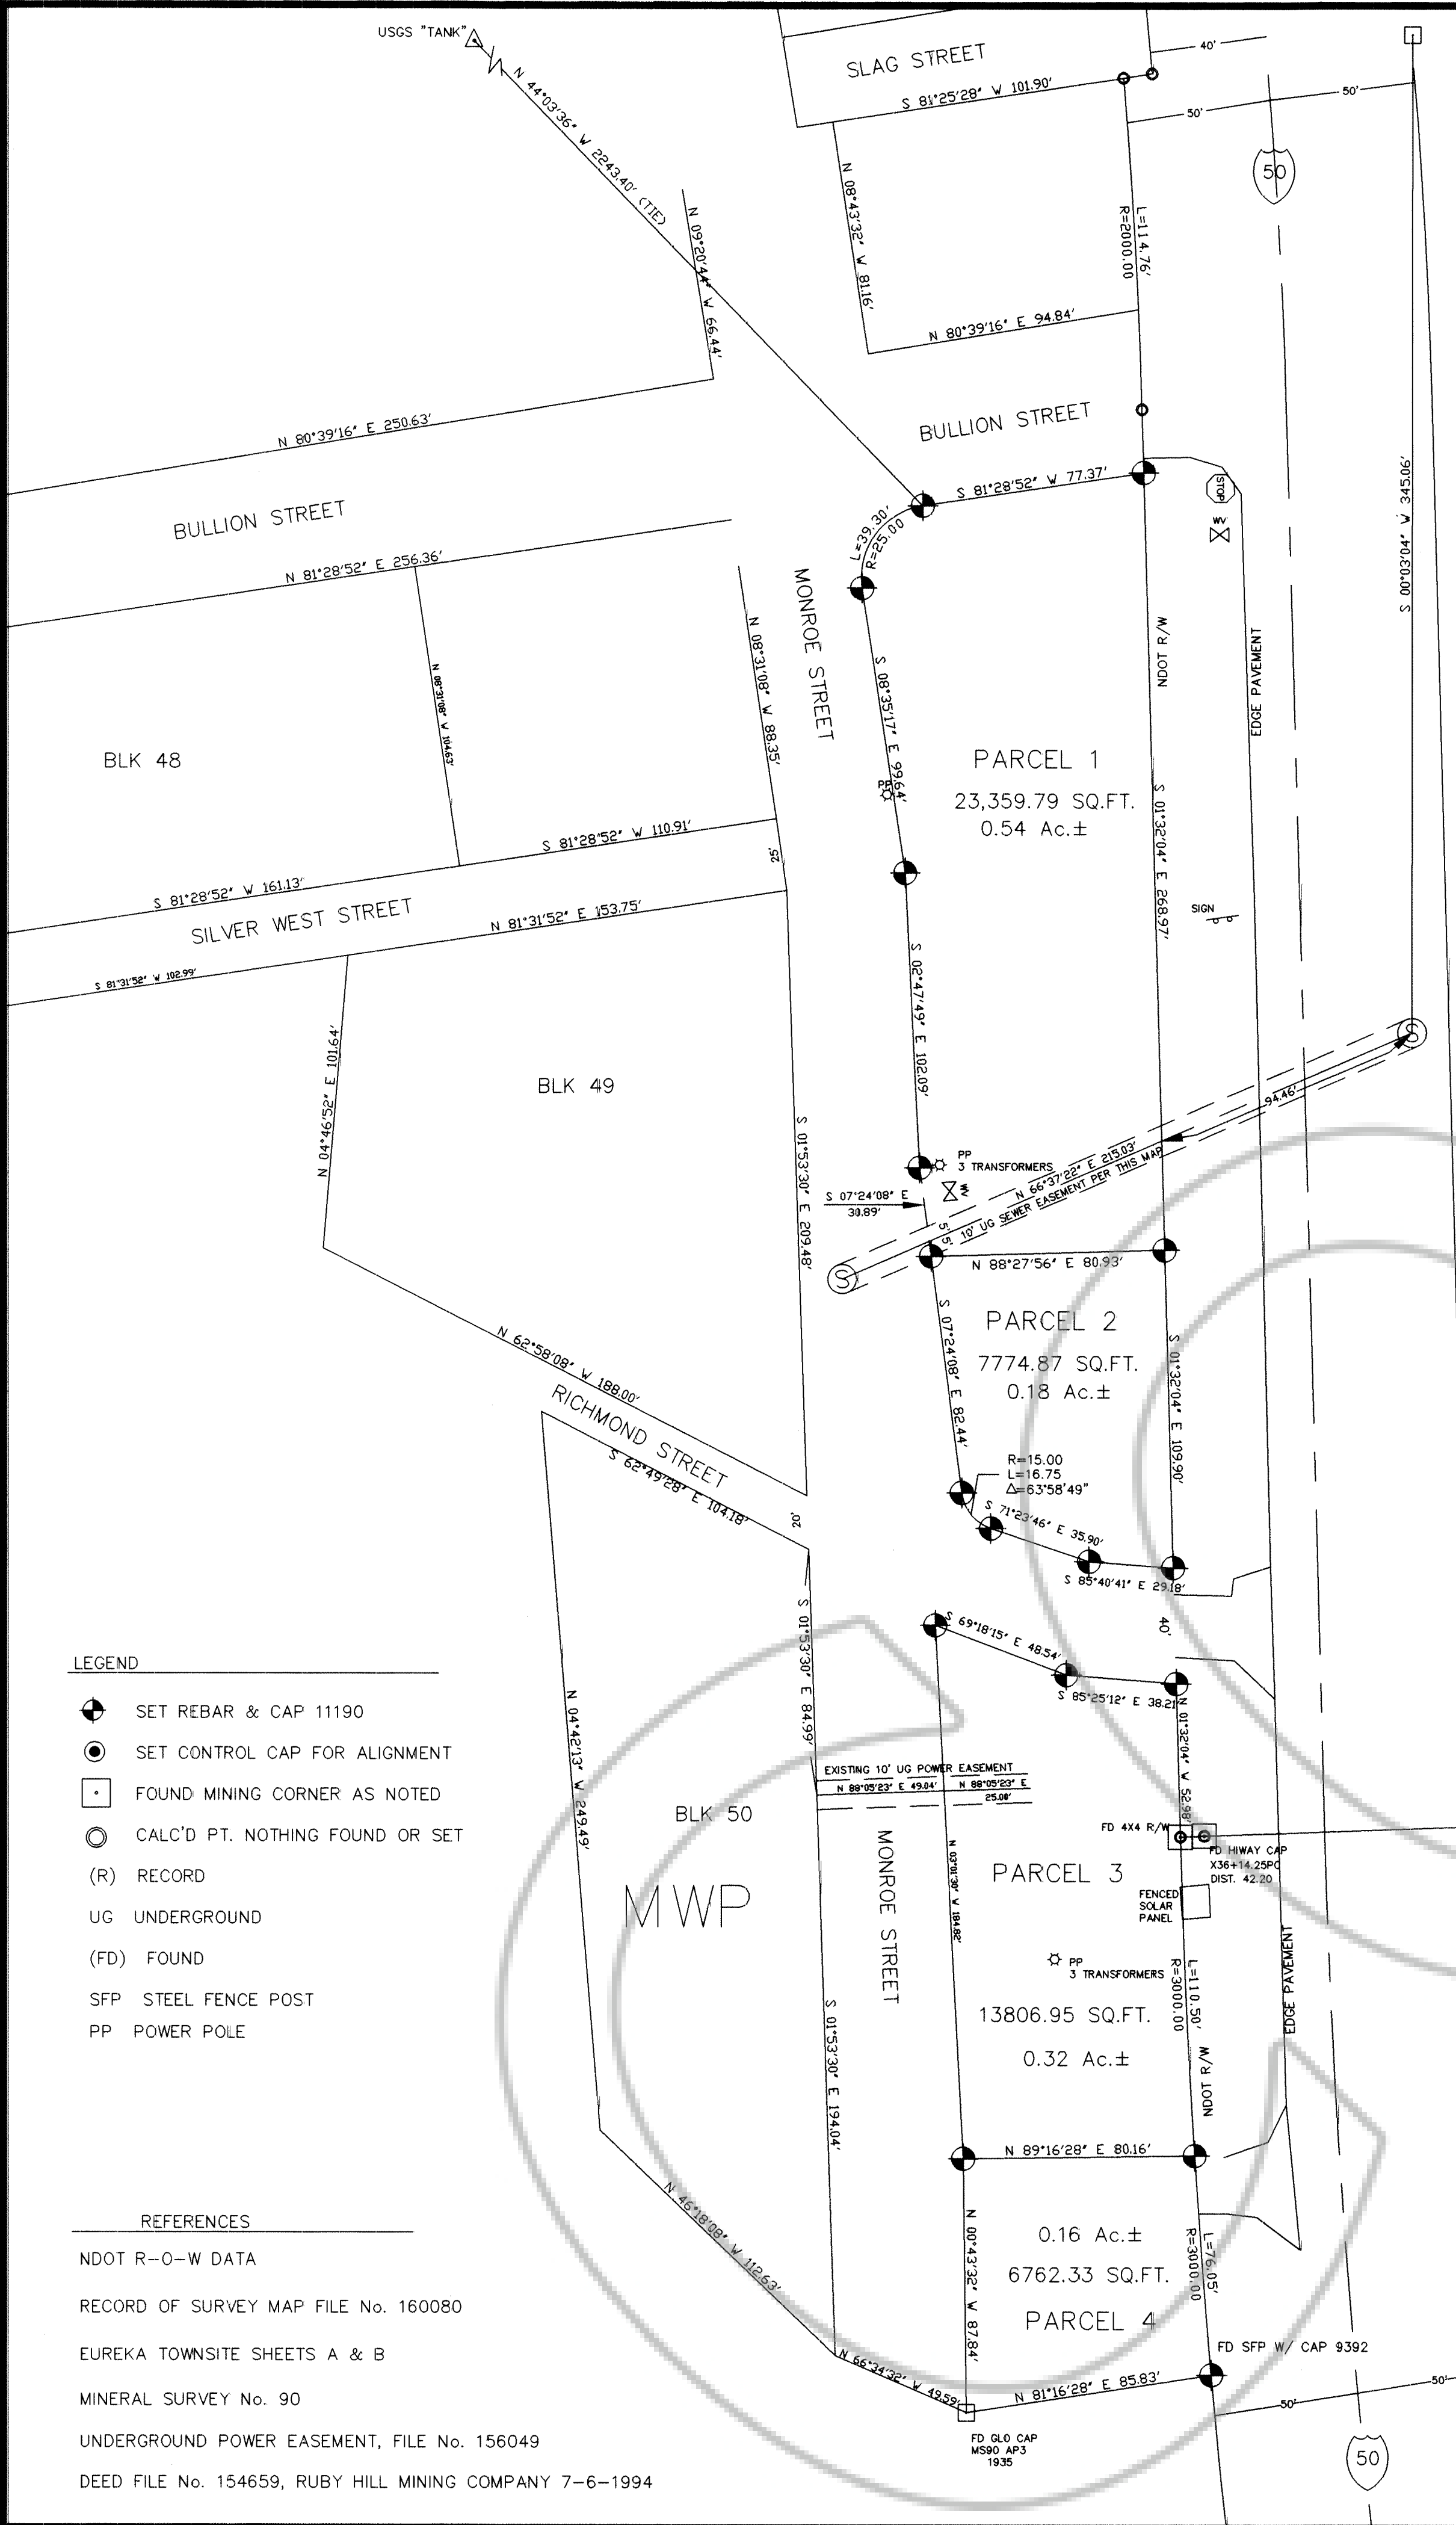 USGS "TANK"
N 44°03'36" W 2243.40' (TIE)
SLAG STREET
S 81°25'28" W 101.90'
40'
50'
50'
50
N 09°20'44" W 66.44'
N 08°43'32" W 81.16'
L=114.76'
R=2000.00
N 80°39'16" E 94.84'
N 80°39'16" E 250.63'
BULLION STREET
BULLION STREET
S 81°28'52" W 77.37'
L=39.30'
R=25.00
STOP
WV
S 00°03'04" W 345.06'
N 81°28'52" E 256.36'
N 08°31'08" W 104.63'
N 08°31'08" W 88.35'
MONROE STREET
S 08°35'17" E 99.64'
PP
NDOT R/W
EDGE PAVEMENT
BLK 48
PARCEL 1
23,359.79 SQ.FT.
0.54 Ac.±
S 01°32'04" E 268.97'
S 81°28'52" W 110.91'
25'
S 81°28'52" W 161.13'
SILVER WEST STREET
N 81°31'52" E 153.75'
S 81°31'52" W 102.99'
SIGN
S 02°47'49" E 102.09'
N 04°46'52" E 101.64'
BLK 49
S 01°53'30" E 209.48'
94.46'
S
PP
3 TRANSFORMERS
WV
N 66°37'22" E 215.03'
10' UG SEWER EASEMENT PER THIS MAP
S 07°24'08" E
30.89'
5'
5'
S
N 88°27'56" E 80.93'
PARCEL 2
7774.87 SQ.FT.
0.18 Ac.±
S 07°24'08" E 82.44'
S 01°32'04" E 109.90'
N 62°58'08" W 188.00'
RICHMOND STREET
S 62°49'28" E 104.18'
20'
R=15.00
L=16.75
Δ=63°58'49"
S 71°23'46" E 35.90'
S 85°40'41" E 29.18'
40'
S 69°18'15" E 48.54'
S 85°25'12" E 38.21'
S 01°53'30" E 84.99'
N 01°32'04" W 52.98'
LEGEND
SET REBAR & CAP 11190
SET CONTROL CAP FOR ALIGNMENT
FOUND MINING CORNER AS NOTED
CALC'D PT. NOTHING FOUND OR SET
(R) RECORD
UG UNDERGROUND
(FD) FOUND
SFP STEEL FENCE POST
PP POWER POLE
N 04°42'13" W 249.49'
EXISTING 10' UG POWER EASEMENT
N 88°05'23" E 49.04'
N 88°05'23" E
25.00'
BLK 50
MWP
MONROE STREET
N 03°01'30" W 184.82'
PARCEL 3
FD 4X4 R/W
FD HIWAY CAP
X36+14.25PC
DIST. 42.20
FENCED
SOLAR
PANEL
PP
3 TRANSFORMERS
L=110.50'
R=3000.00
13806.95 SQ.FT.
0.32 Ac.±
NDOT R/W
EDGE PAVEMENT
S 01°53'30" E 194.04'
N 89°16'28" E 80.16'
N 46°18'08" W 112.63'
N 00°43'32" W 87.84'
0.16 Ac.±
6762.33 SQ.FT.
PARCEL 4
L=76.05'
R=3000.00
FD SFP W/ CAP 9392
N 66°34'32" W 49.59'
N 81°16'28" E 85.83'
50'
50'
FD GLO CAP
MS90 AP3
1935
50
REFERENCES
NDOT R-O-W DATA
RECORD OF SURVEY MAP FILE No. 160080
EUREKA TOWNSITE SHEETS A & B
MINERAL SURVEY No. 90
UNDERGROUND POWER EASEMENT, FILE No. 156049
DEED FILE No. 154659, RUBY HILL MINING COMPANY 7-6-1994